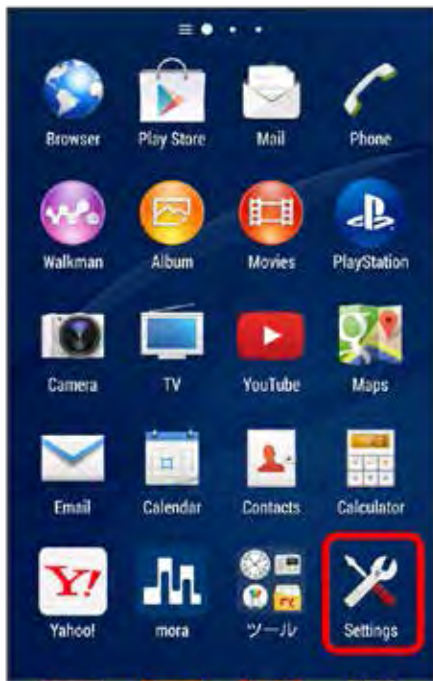 Browser Play Store Mail Phone
Walkman Album Movies PlayStation
Camera TV YouTube Maps
Email Calendar Contacts Calculator
Y!
Yahoo! mora ツール Settings